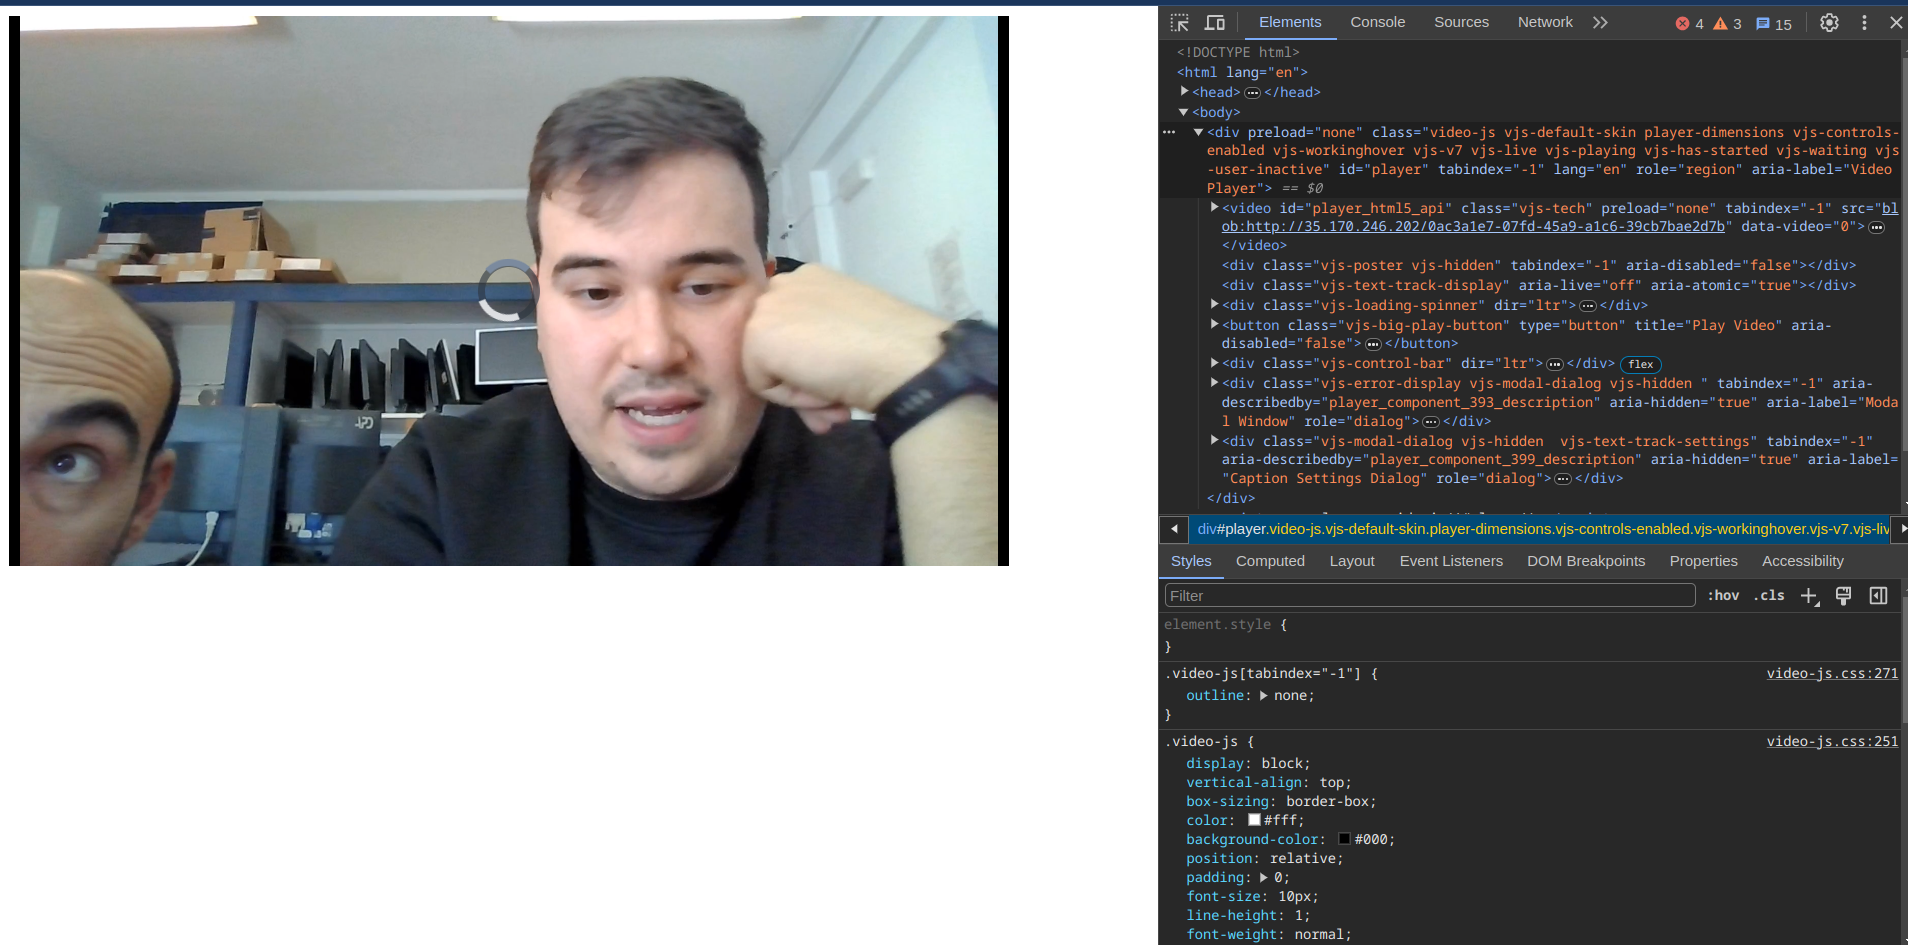 Elements Console Sources Network 4 3 15
<!DOCTYPE html>
<html lang="en">
<head> </head>
<body>
<div preload="none" class="video-js vjs-default-skin player-dimensions vjs-controls-
enabled vjs-workinghover vjs-v7 vjs-live vjs-playing vjs-has-started vjs-waiting vjs
-user-inactive" id="player" tabindex="-1" lang="en" role="region" aria-label="Video
Player"> == $0
<video id="player_html5_api" class="vjs-tech" preload="none" tabindex="-1" src="bl
ob:http://35.170.246.202/0ac3a1e7-07fd-45a9-a1c6-39cb7bae2d7b" data-video="0">
</video>
<div class="vjs-poster vjs-hidden" tabindex="-1" aria-disabled="false"></div>
<div class="vjs-text-track-display" aria-live="off" aria-atomic="true"></div>
<div class="vjs-loading-spinner" dir="ltr"> </div>
<button class="vjs-big-play-button" type="button" title="Play Video" aria-
disabled="false"> </button>
<div class="vjs-control-bar" dir="ltr"> </div> flex
<div class="vjs-error-display vjs-modal-dialog vjs-hidden " tabindex="-1" aria-
describedby="player_component_393_description" aria-hidden="true" aria-label="Moda
l Window" role="dialog"> </div>
<div class="vjs-modal-dialog vjs-hidden  vjs-text-track-settings" tabindex="-1"
aria-describedby="player_component_399_description" aria-hidden="true" aria-label=
"Caption Settings Dialog" role="dialog"> </div>
</div>
div#player.video-js.vjs-default-skin.player-dimensions.vjs-controls-enabled.vjs-workinghover.vjs-v7.vjs-liv
Styles Computed Layout Event Listeners DOM Breakpoints Properties Accessibility
Filter :hov .cls
element.style {
}
.video-js[tabindex="-1"] { video-js.css:271
outline: none;
}
.video-js { video-js.css:251
display: block;
vertical-align: top;
box-sizing: border-box;
color: #fff;
background-color: #000;
position: relative;
padding: 0;
font-size: 10px;
line-height: 1;
font-weight: normal;